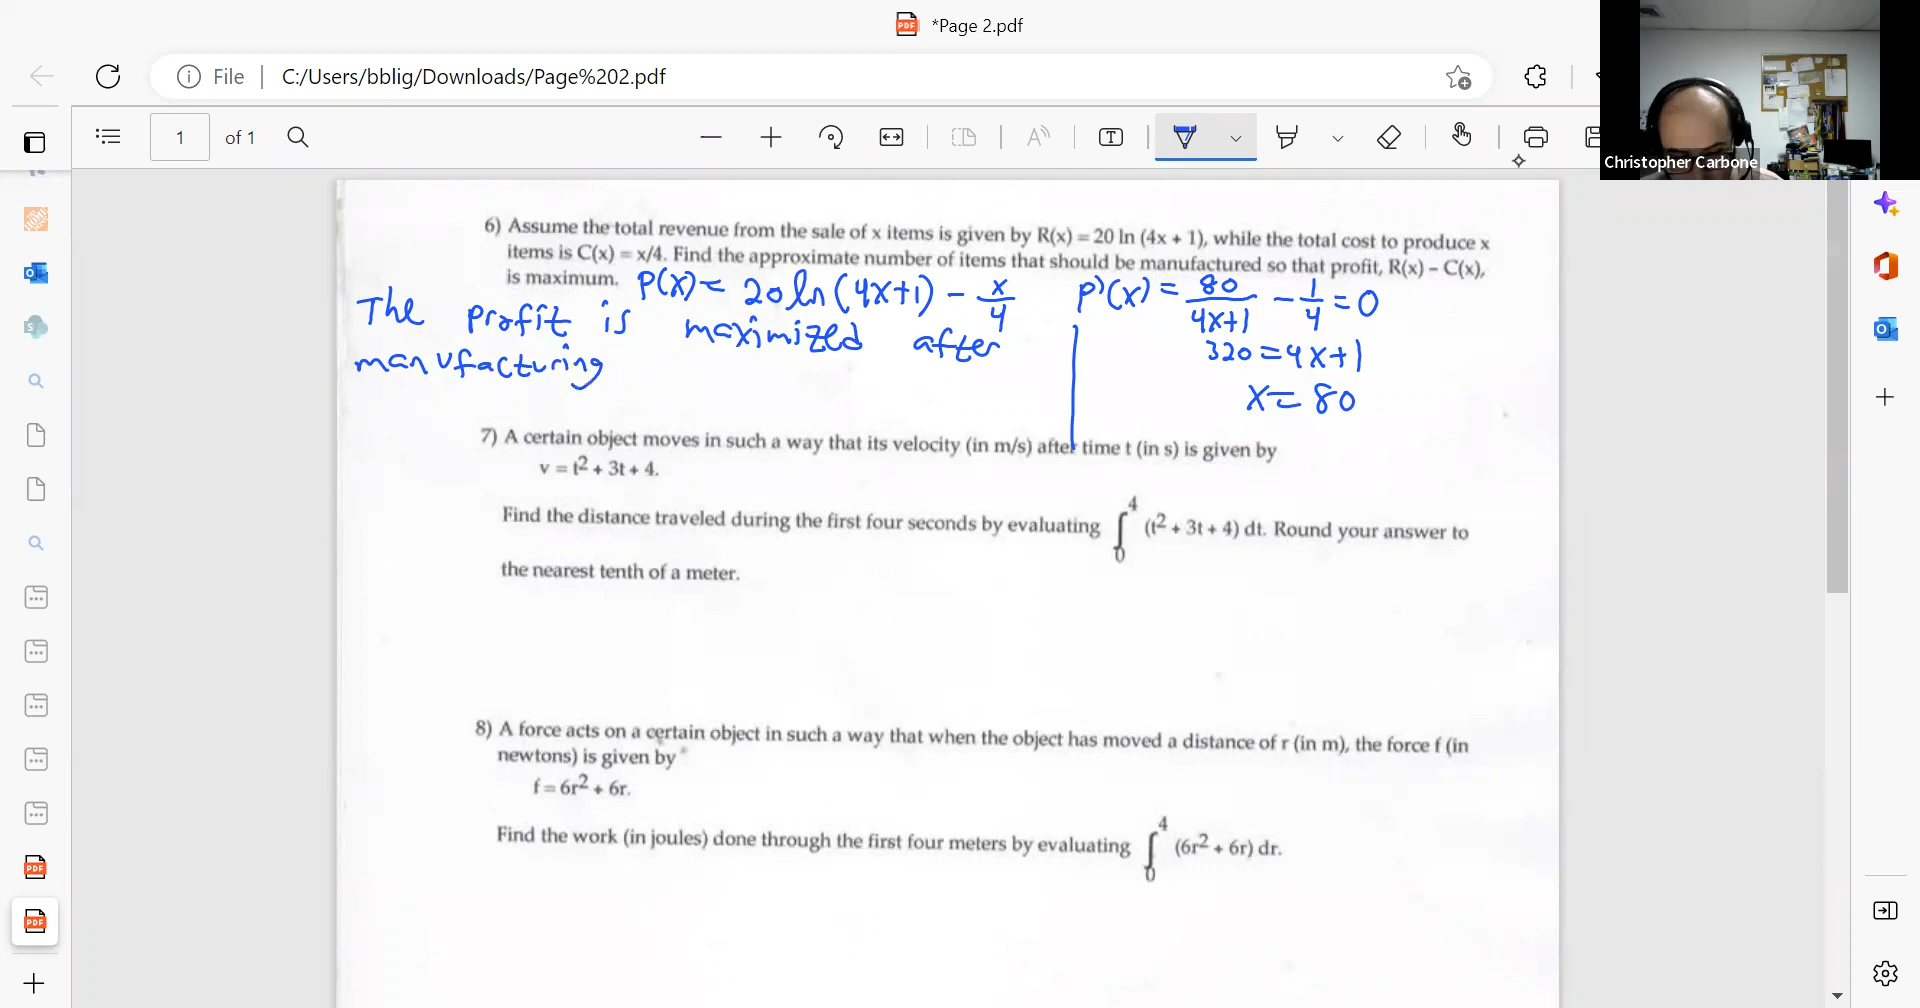 *Page 2.pdf
File | C:/Users/bblig/Downloads/Page%202.pdf
1 of 1
Christopher Carbone
6) Assume the total revenue from the sale of x items is given by R(x) = 20 ln (4x + 1), while the total cost to produce x
items is C(x) = x/4. Find the approximate number of items that should be manufactured so that profit, R(x) – C(x),
is maximum.
P(x) = 20 ln (4x+1) - x/4
The profit is maximized after
manufacturing
P'(x) = 80/(4x+1) - 1/4 = 0
320 = 4x+1
x = 80
7) A certain object moves in such a way that its velocity (in m/s) after time t (in s) is given by
v = t² + 3t + 4.
Find the distance traveled during the first four seconds by evaluating ∫₀⁴ (t² + 3t + 4) dt. Round your answer to
the nearest tenth of a meter.
8) A force acts on a certain object in such a way that when the object has moved a distance of r (in m), the force f (in
newtons) is given by
f = 6r² + 6r.
Find the work (in joules) done through the first four meters by evaluating ∫₀⁴ (6r² + 6r) dr.